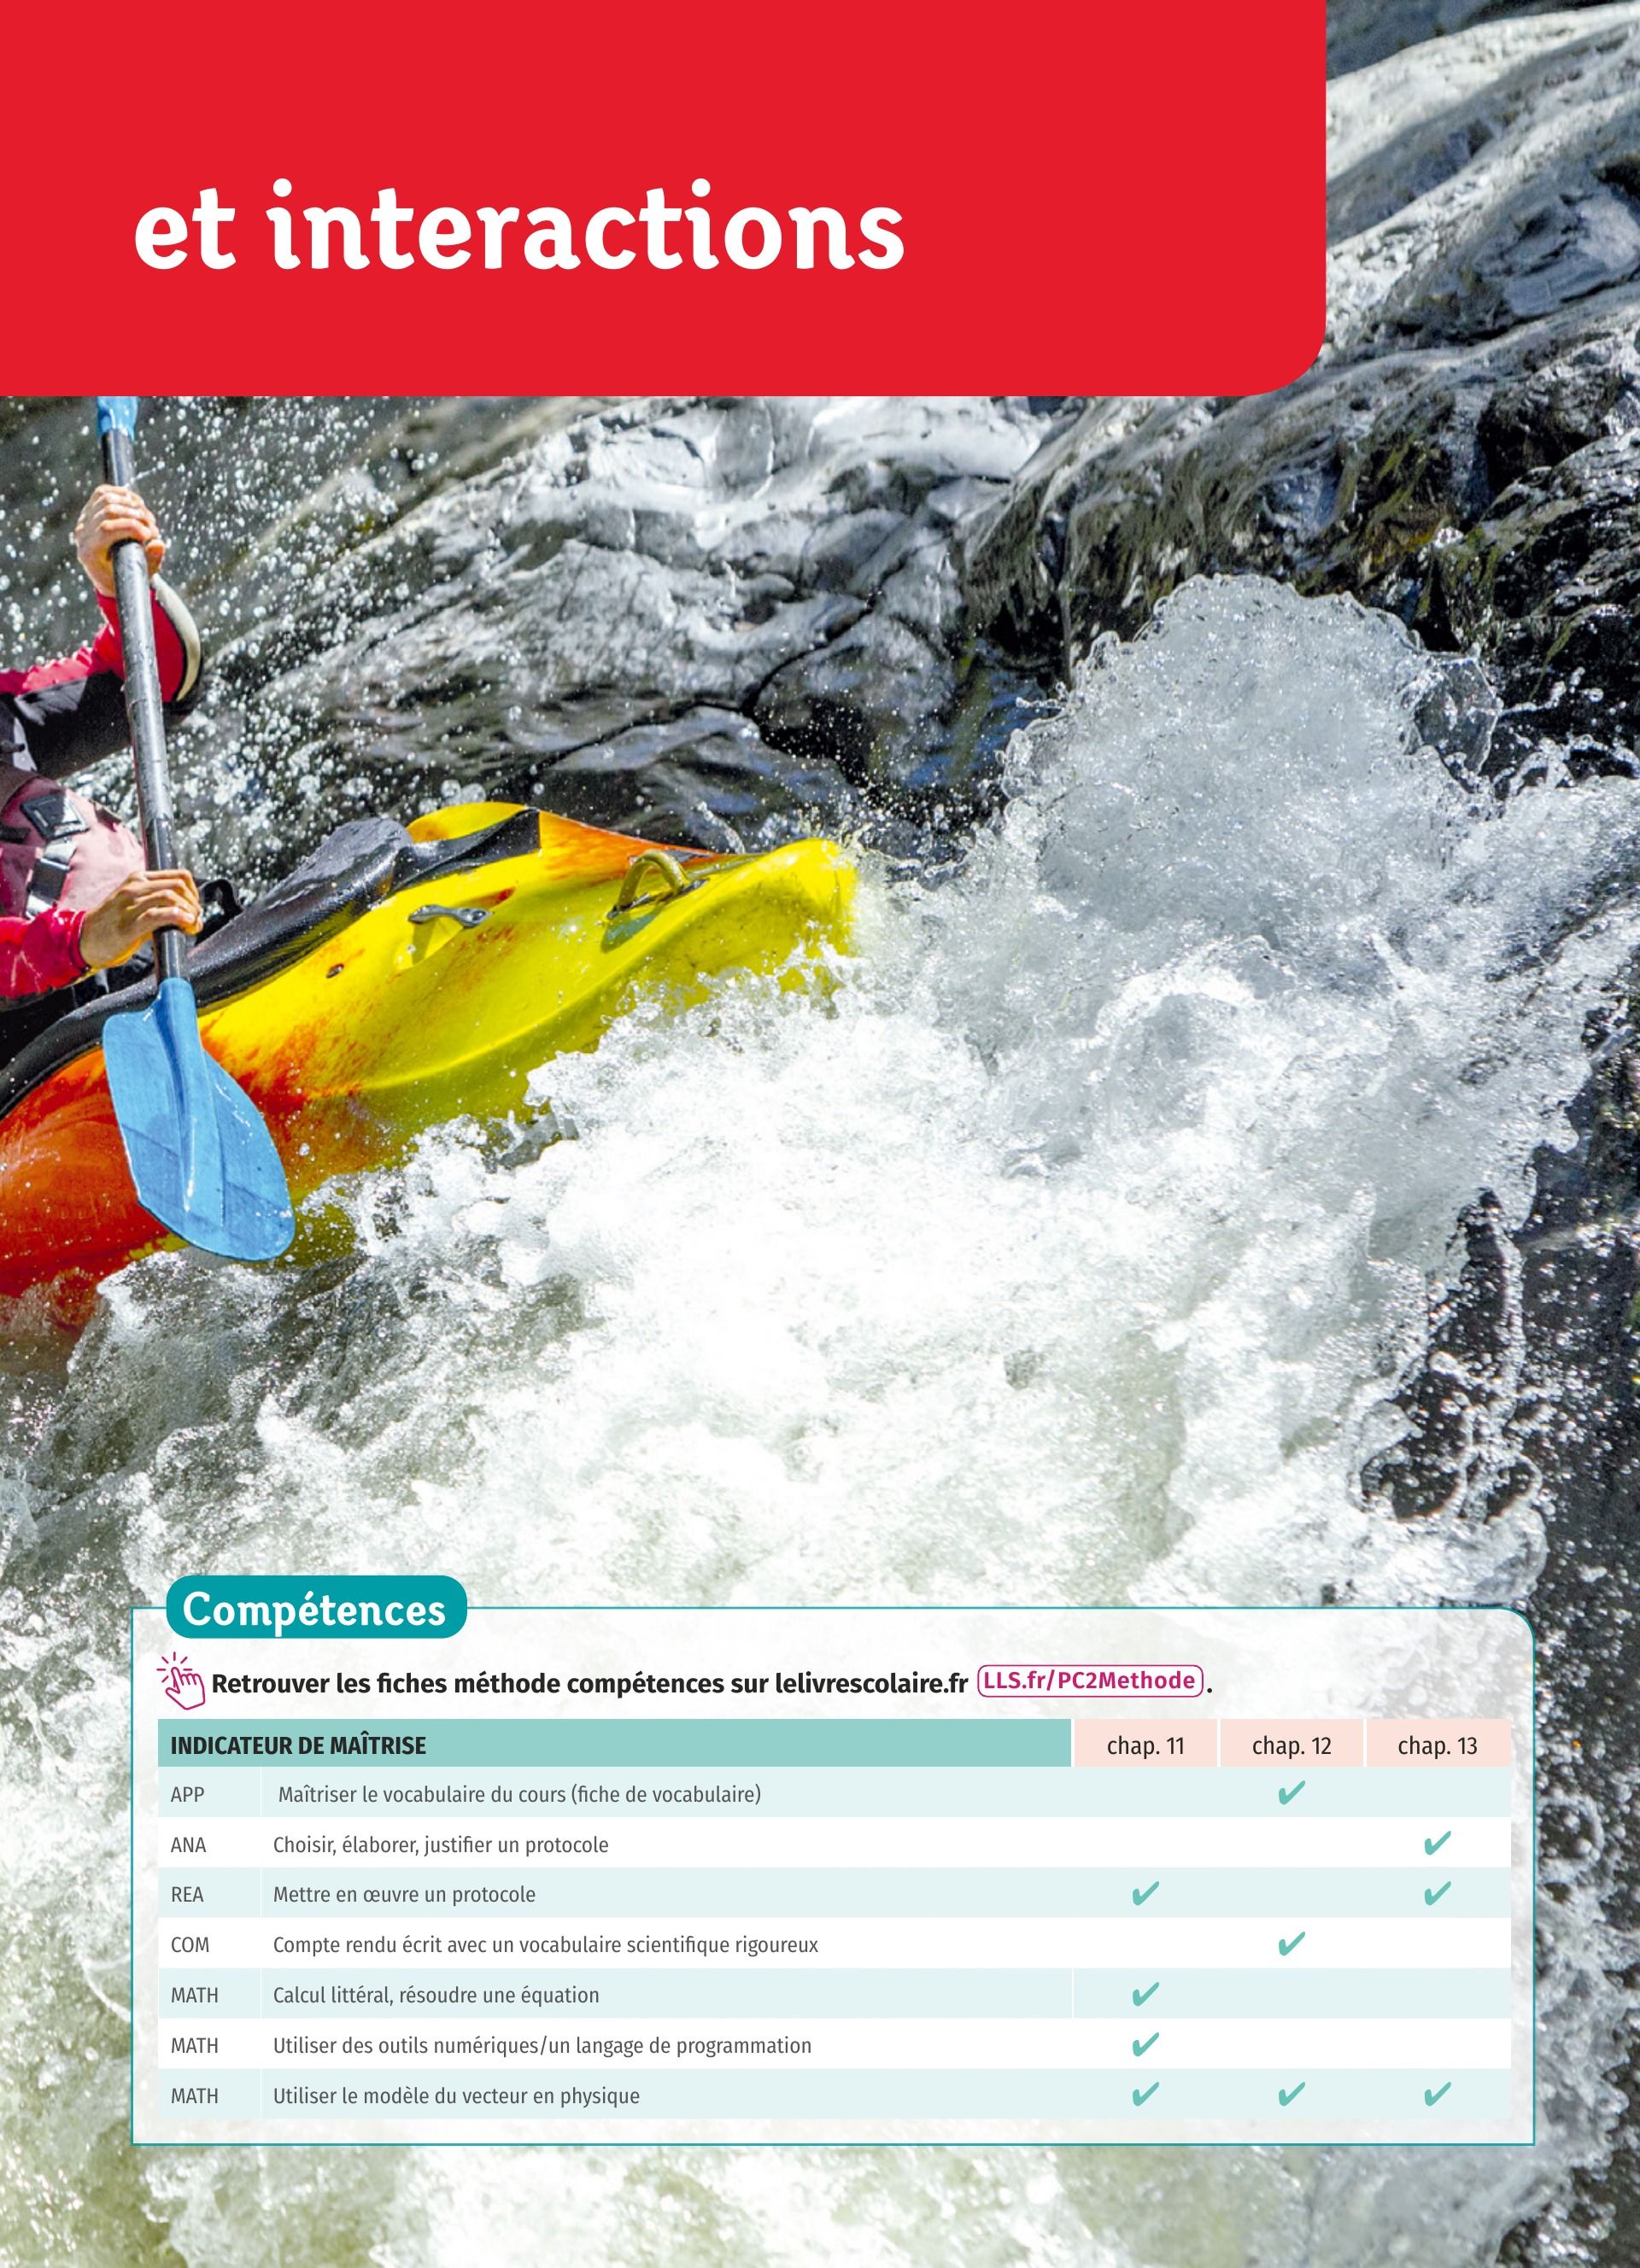 et interactions
Compétences
Retrouver les fiches méthode compétences sur lelivrescolaire.fr LLS.fr/PC2Methode.
INDICATEUR DE MAÎTRISE chap. 11 chap. 12 chap. 13
APP Maîtriser le vocabulaire du cours (fiche de vocabulaire) ✔
ANA Choisir, élaborer, justifier un protocole ✔
REA Mettre en œuvre un protocole ✔ ✔
COM Compte rendu écrit avec un vocabulaire scientifique rigoureux ✔
MATH Calcul littéral, résoudre une équation ✔
MATH Utiliser des outils numériques/un langage de programmation ✔
MATH Utiliser le modèle du vecteur en physique ✔ ✔ ✔